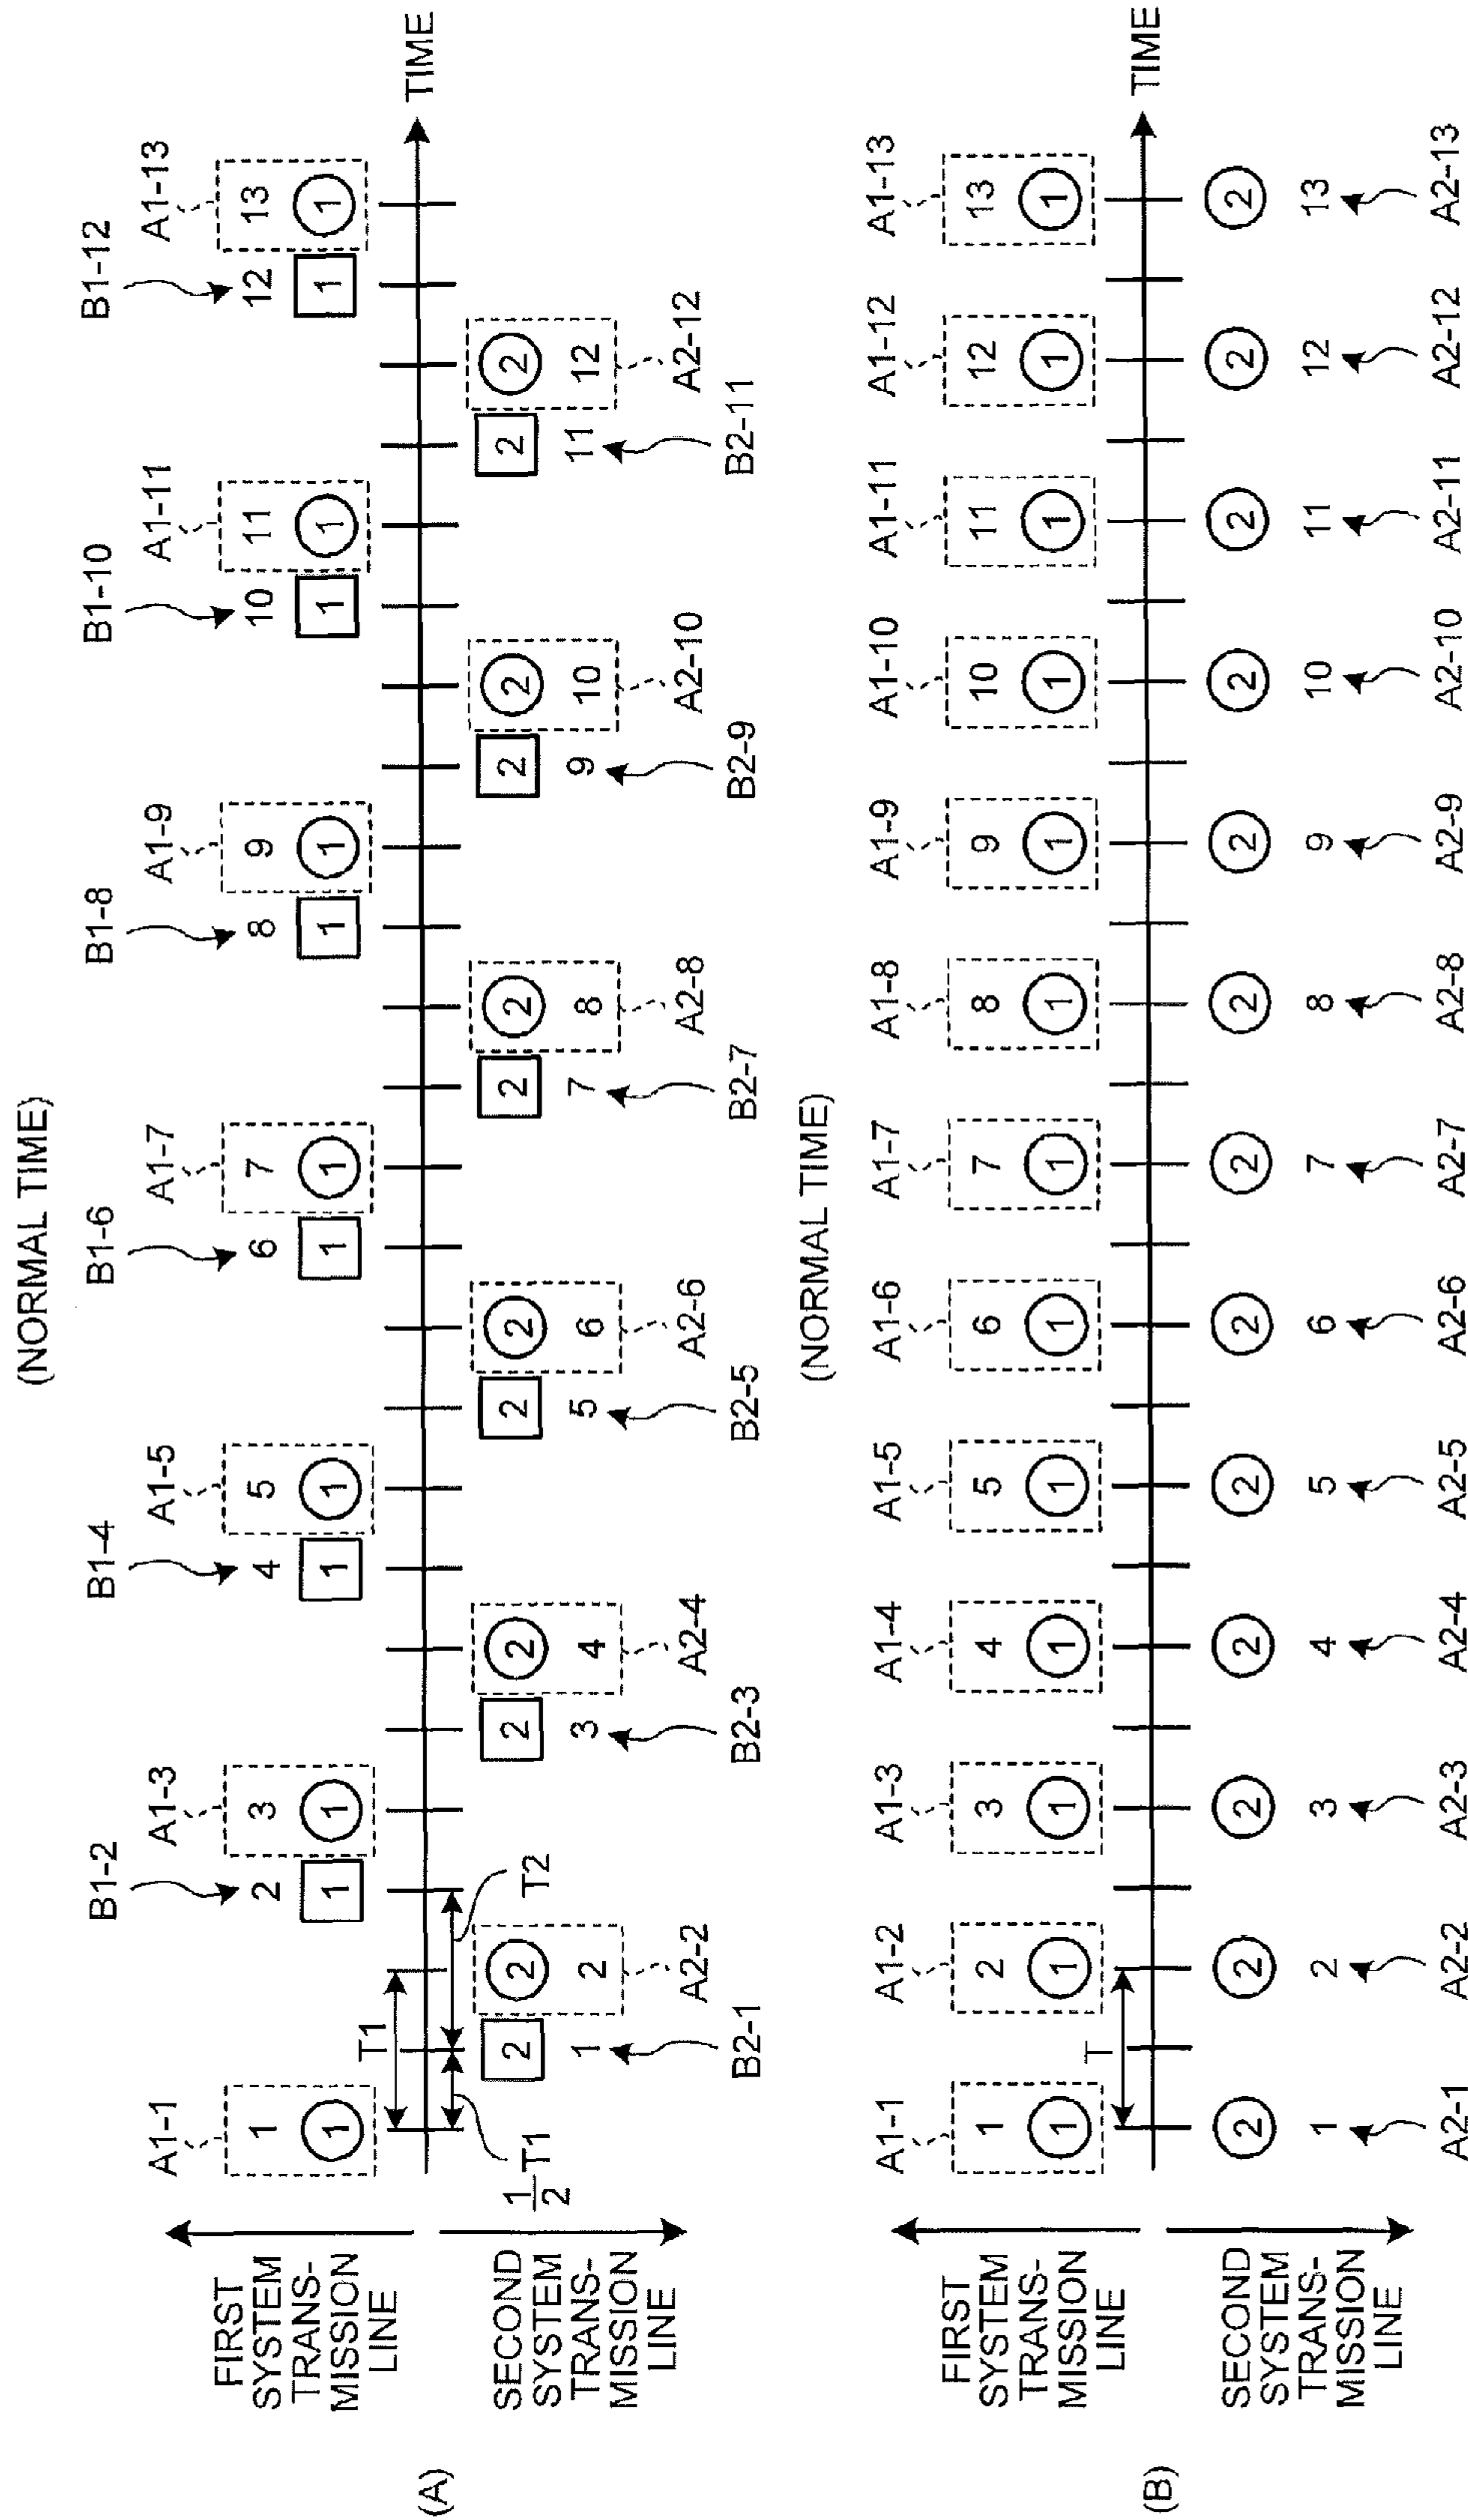 (NORMAL TIME)
B1-2 B1-4 B1-6 B1-8 B1-10 B1-12
A1-1 A1-3 A1-5 A1-7 A1-9 A1-11 A1-13
1 2 3 4 5 6 7 8 9 10 11 12 13
1 1 1 1 1 1 1 1 1 1 1 1 1
FIRST
SYSTEM
TRANS-
MISSION
LINE
T1
TIME
(A)
1/2 T1
T2
SECOND
SYSTEM
TRANS-
MISSION
LINE
2 2 2 2 2 2 2 2 2 2 2 2
1 2 3 4 5 6 7 8 9 10 11 12
A2-2 A2-4 A2-6 A2-8 A2-10 A2-12
B2-1 B2-3 B2-5 B2-7 B2-9 B2-11
(NORMAL TIME)
A1-1 A1-2 A1-3 A1-4 A1-5 A1-6 A1-7 A1-8 A1-9 A1-10 A1-11 A1-12 A1-13
1 2 3 4 5 6 7 8 9 10 11 12 13
1 1 1 1 1 1 1 1 1 1 1 1 1
FIRST
SYSTEM
TRANS-
MISSION
LINE
T
TIME
(B)
SECOND
SYSTEM
TRANS-
MISSION
LINE
2 2 2 2 2 2 2 2 2 2 2 2 2
1 2 3 4 5 6 7 8 9 10 11 12 13
A2-1 A2-2 A2-3 A2-4 A2-5 A2-6 A2-7 A2-8 A2-9 A2-10 A2-11 A2-12 A2-13